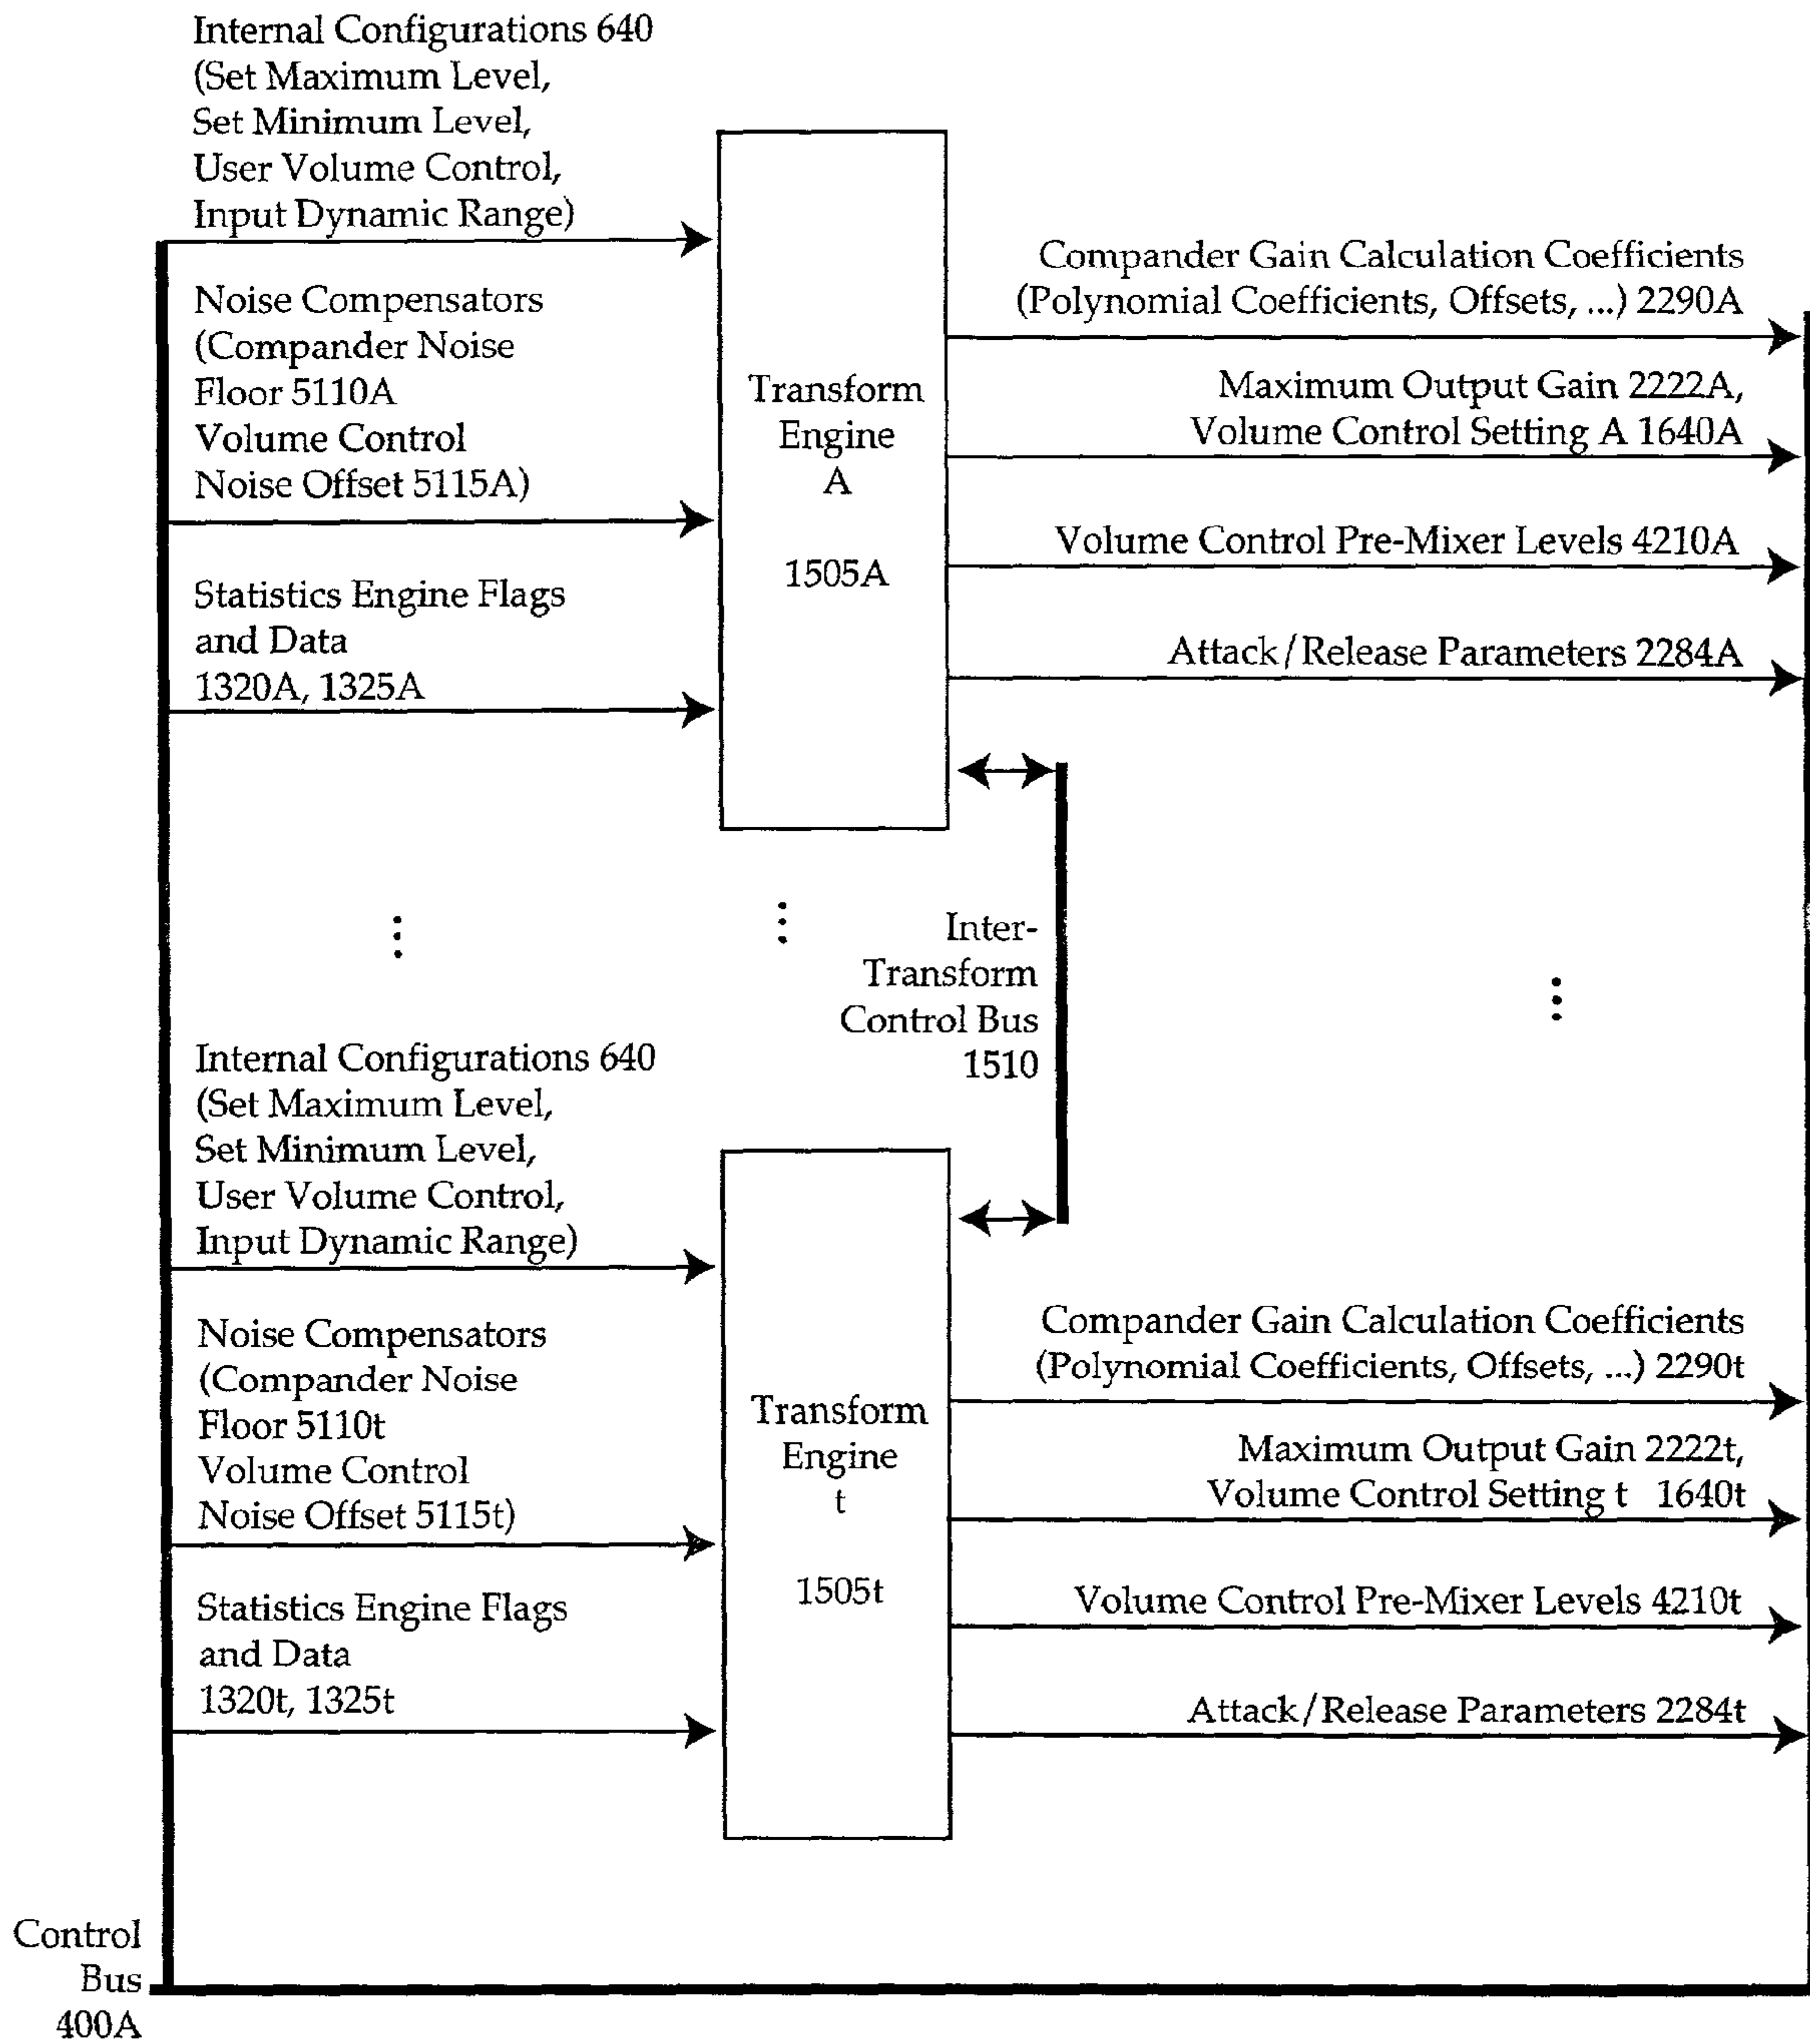 Internal Configurations 640
(Set Maximum Level,
Set Minimum Level,
User Volume Control,
Input Dynamic Range)
Noise Compensators
(Compander Noise
Floor 5110A
Volume Control
Noise Offset 5115A)
Statistics Engine Flags
and Data
1320A, 1325A
Transform
Engine
A
1505A
Compander Gain Calculation Coefficients
(Polynomial Coefficients, Offsets, ...) 2290A
Maximum Output Gain 2222A,
Volume Control Setting A 1640A
Volume Control Pre-Mixer Levels 4210A
Attack/Release Parameters 2284A
Inter-
Transform
Control Bus
1510
Internal Configurations 640
(Set Maximum Level,
Set Minimum Level,
User Volume Control,
Input Dynamic Range)
Noise Compensators
(Compander Noise
Floor 5110t
Volume Control
Noise Offset 5115t)
Statistics Engine Flags
and Data
1320t, 1325t
Transform
Engine
t
1505t
Compander Gain Calculation Coefficients
(Polynomial Coefficients, Offsets, ...) 2290t
Maximum Output Gain 2222t,
Volume Control Setting t 1640t
Volume Control Pre-Mixer Levels 4210t
Attack/Release Parameters 2284t
Control
Bus
400A